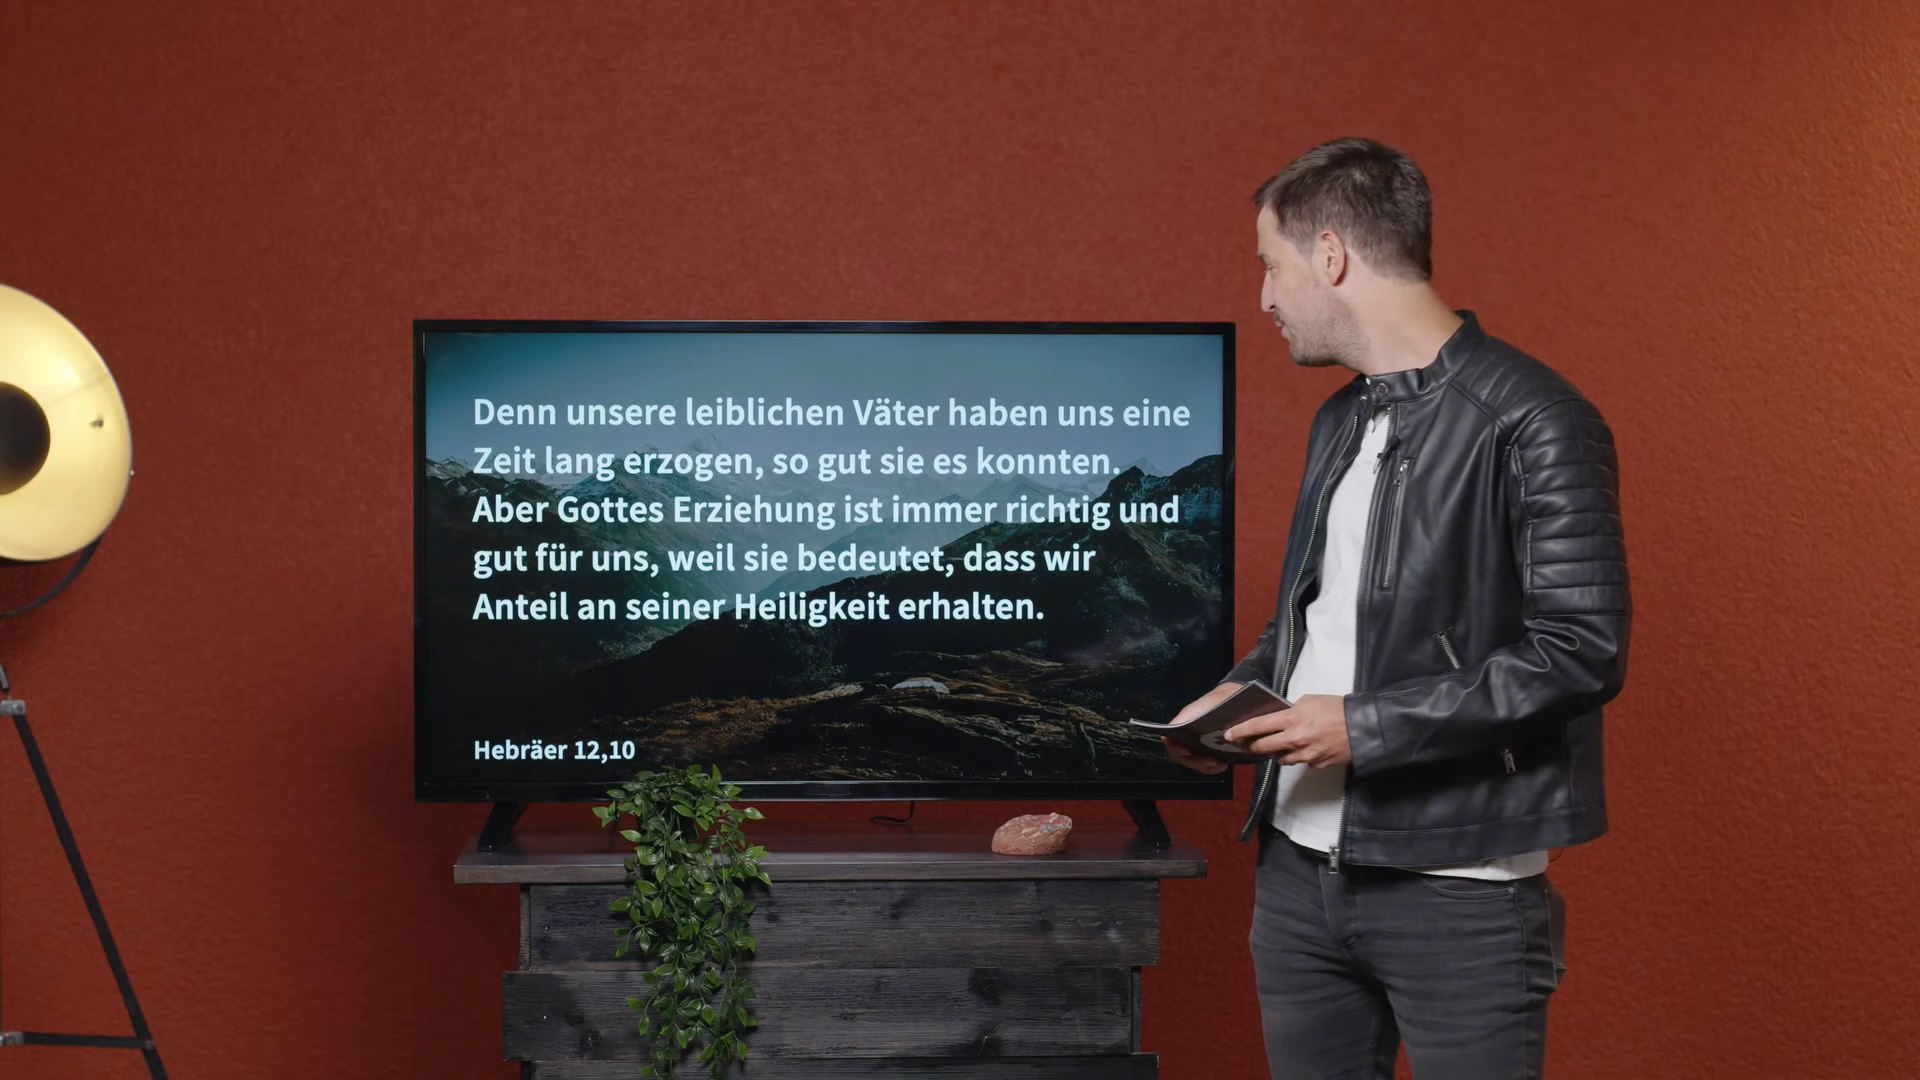 Denn unsere leiblichen Väter haben uns eine
Zeit lang erzogen, so gut sie es konnten.
Aber Gottes Erziehung ist immer richtig und
gut für uns, weil sie bedeutet, dass wir
Anteil an seiner Heiligkeit erhalten.
Hebräer 12,10